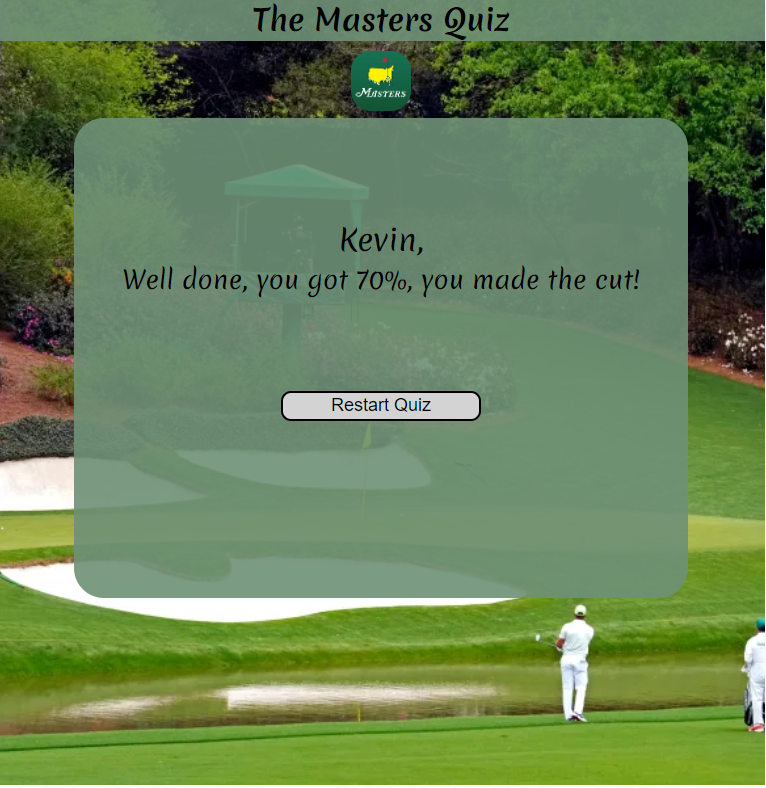 The Masters Quiz
MASTERS
Kevin,
Well done, you got 70%, you made the cut!
Restart Quiz